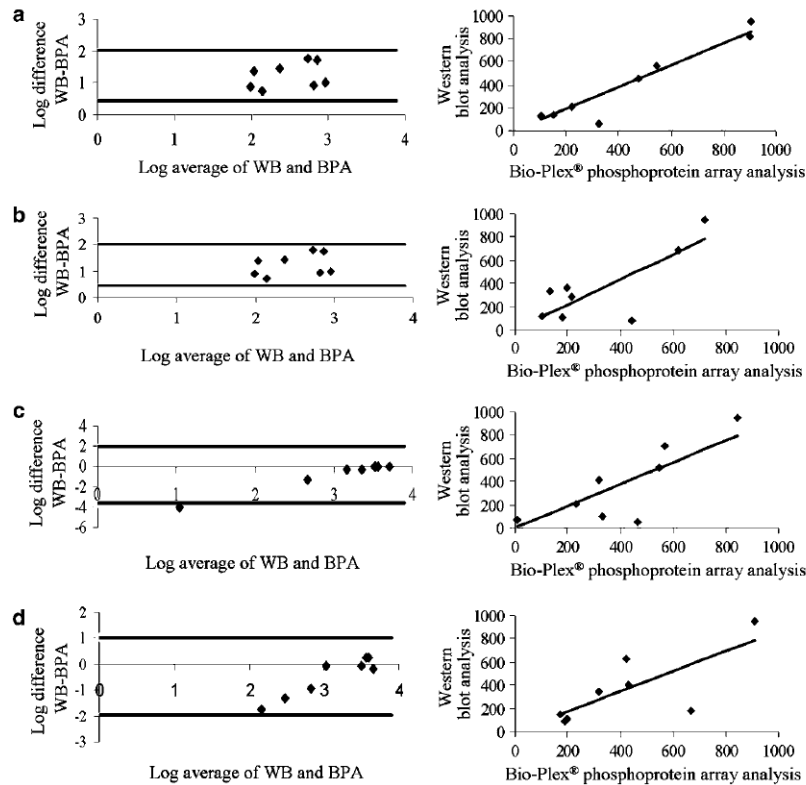 a
Log difference
WB-BPA
3
2
1
0
0 1 2 3 4
Log average of WB and BPA
Western
blot analysis
1000
800
600
400
200
0
0 200 400 600 800 1000
Bio-Plex® phosphoprotein array analysis
b
Log difference
WB-BPA
3
2
1
0
0 1 2 3 4
Log average of WB and BPA
Western
blot analysis
1000
800
600
400
200
0
0 200 400 600 800 1000
Bio-Plex® phosphoprotein array analysis
c
Log difference
WB-BPA
4
2
0
-2
-4
-6
0 1 2 3 4
Log average of WB and BPA
Western
blot analysis
1000
800
600
400
200
0
0 200 400 600 800 1000
Bio-Plex® phosphoprotein array analysis
d
Log difference
WB-BPA
2
1
0
-1
-2
-3
0 1 2 3 4
Log average of WB and BPA
Western
blot analysis
1000
800
600
400
200
0
0 200 400 600 800 1000
Bio-Plex® phosphoprotein array analysis